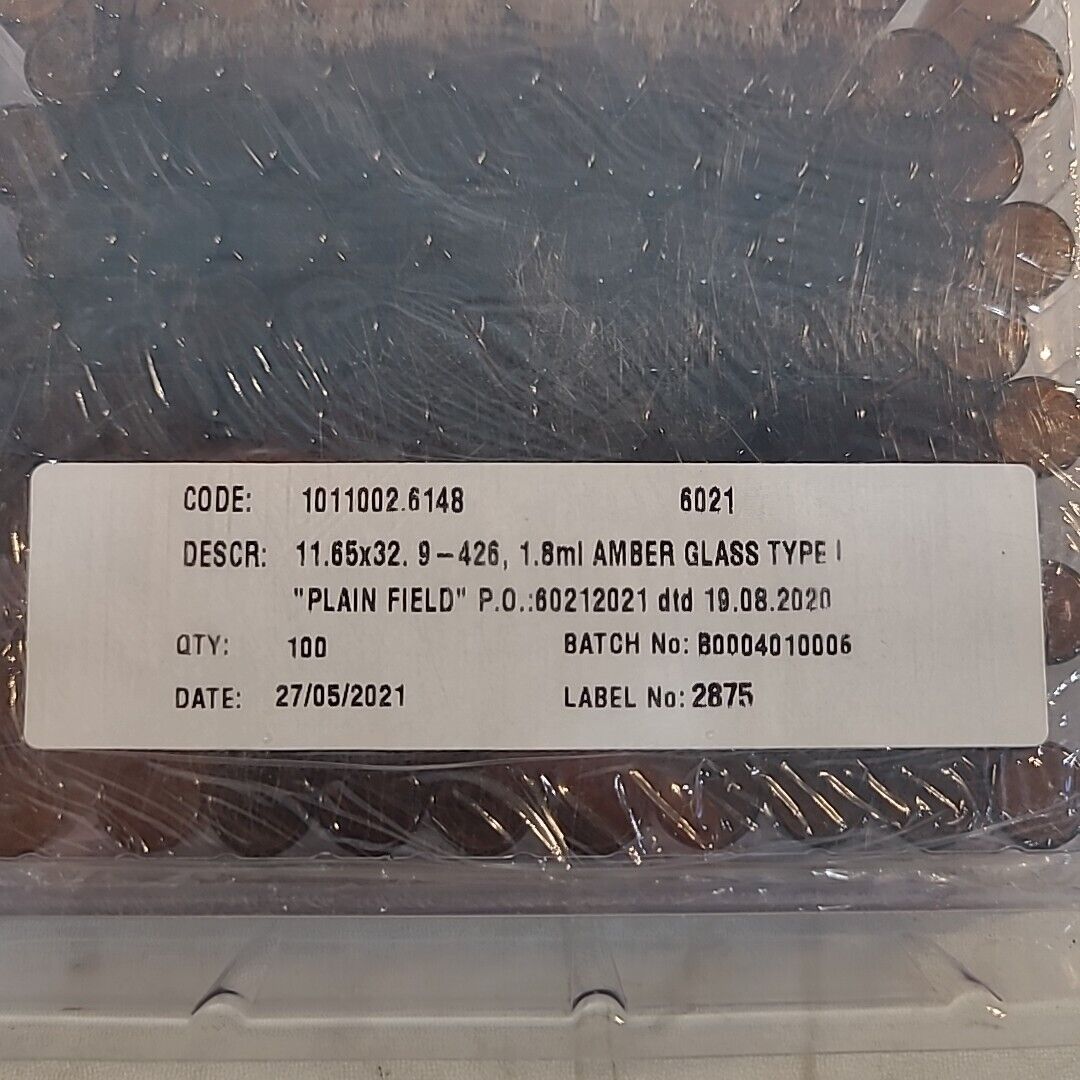 CODE: 1011002.6148 6021
DESCR: 11.65x32. 9-426, 1.8ml AMBER GLASS TYPE I
"PLAIN FIELD" P.O.:60212021 dtd 19.08.2020
QTY: 100 BATCH No: B0004010006
DATE: 27/05/2021 LABEL No: 2875